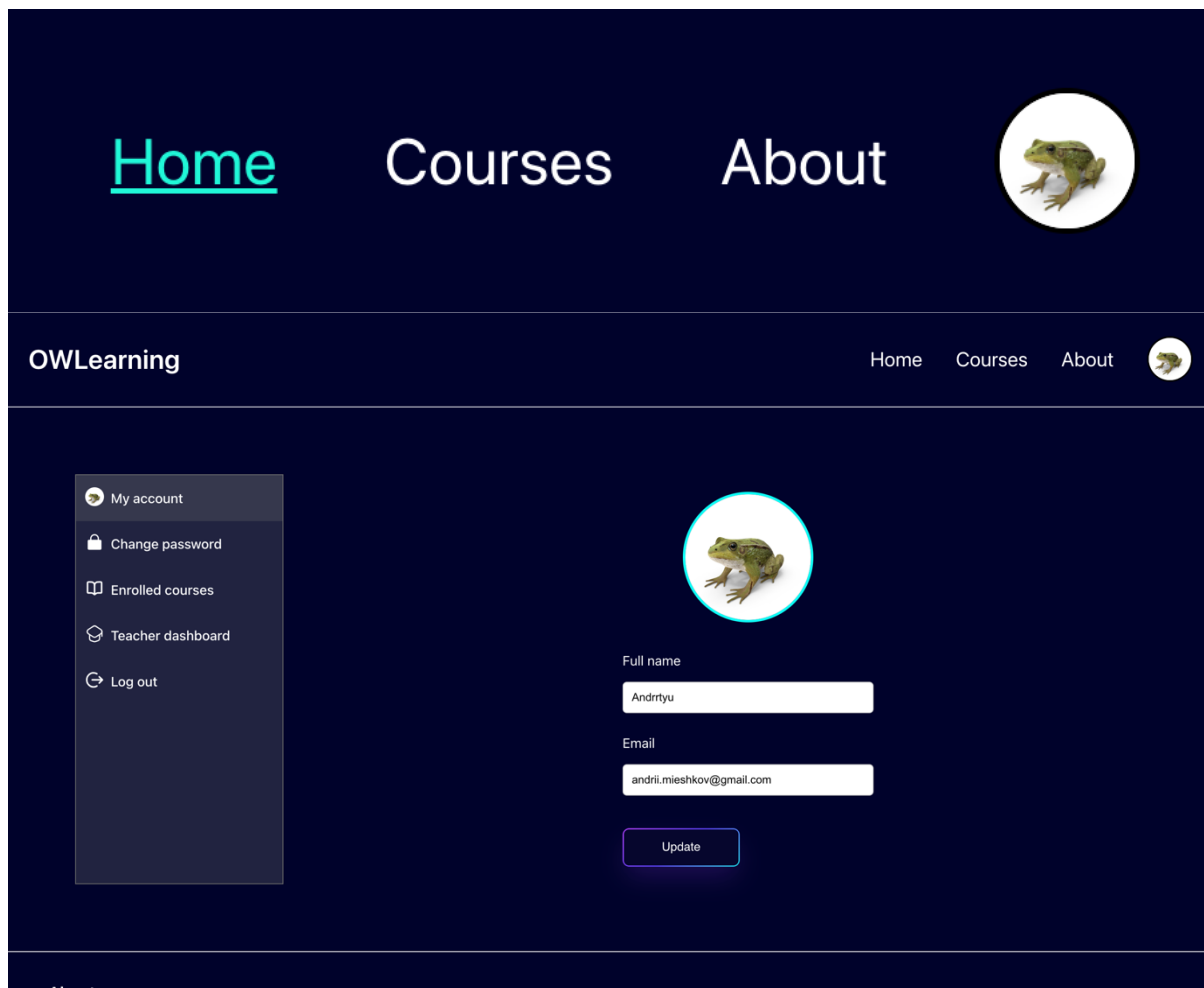 Home Courses About
OWLearning Home Courses About
My account
Change password
Enrolled courses
Teacher dashboard
Log out
Full name
Andrrtyu
Email
andrii.mieshkov@gmail.com
Update